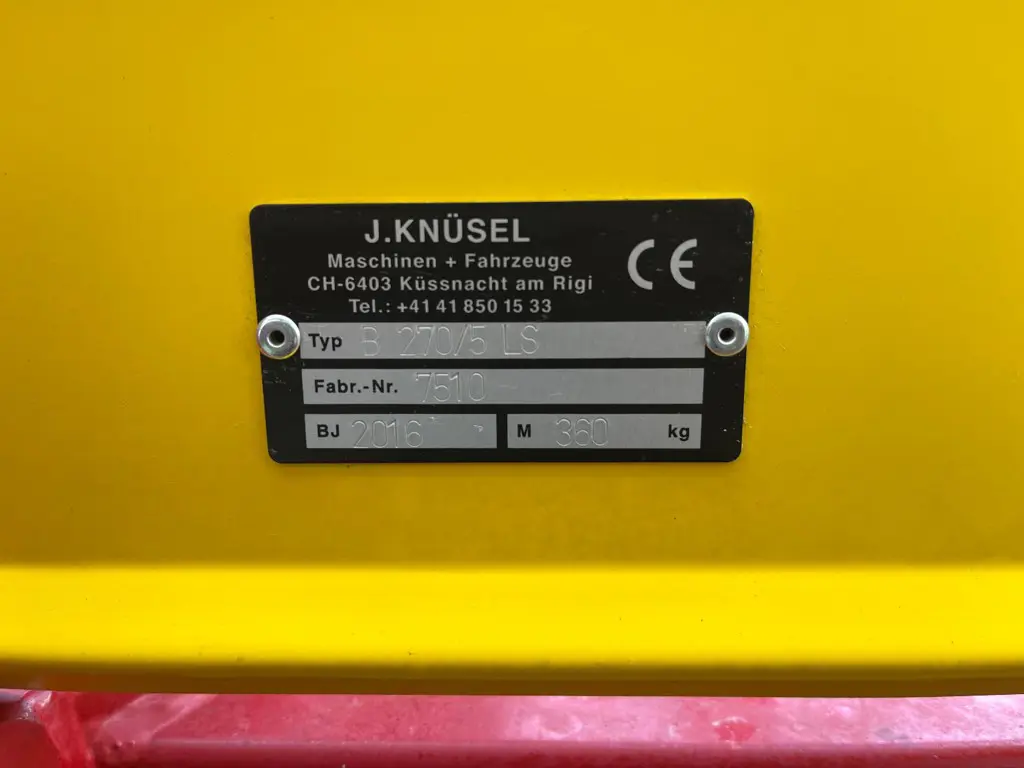 J.KNÜSEL
Maschinen + Fahrzeuge
CH-6403 Küssnacht am Rigi
Tel.: +41 41 850 15 33
CE
Typ B 270/5 LS
Fabr.-Nr. 7510
BJ 2016 M 360 kg